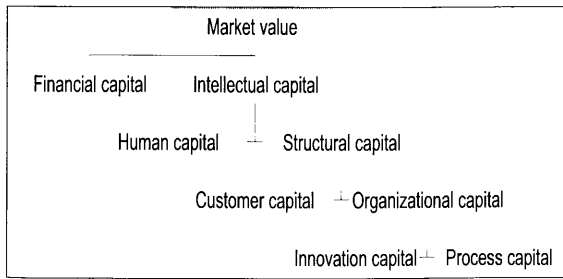 Market value
Financial capital Intellectual capital
Human capital Structural capital
Customer capital Organizational capital
Innovation capital Process capital